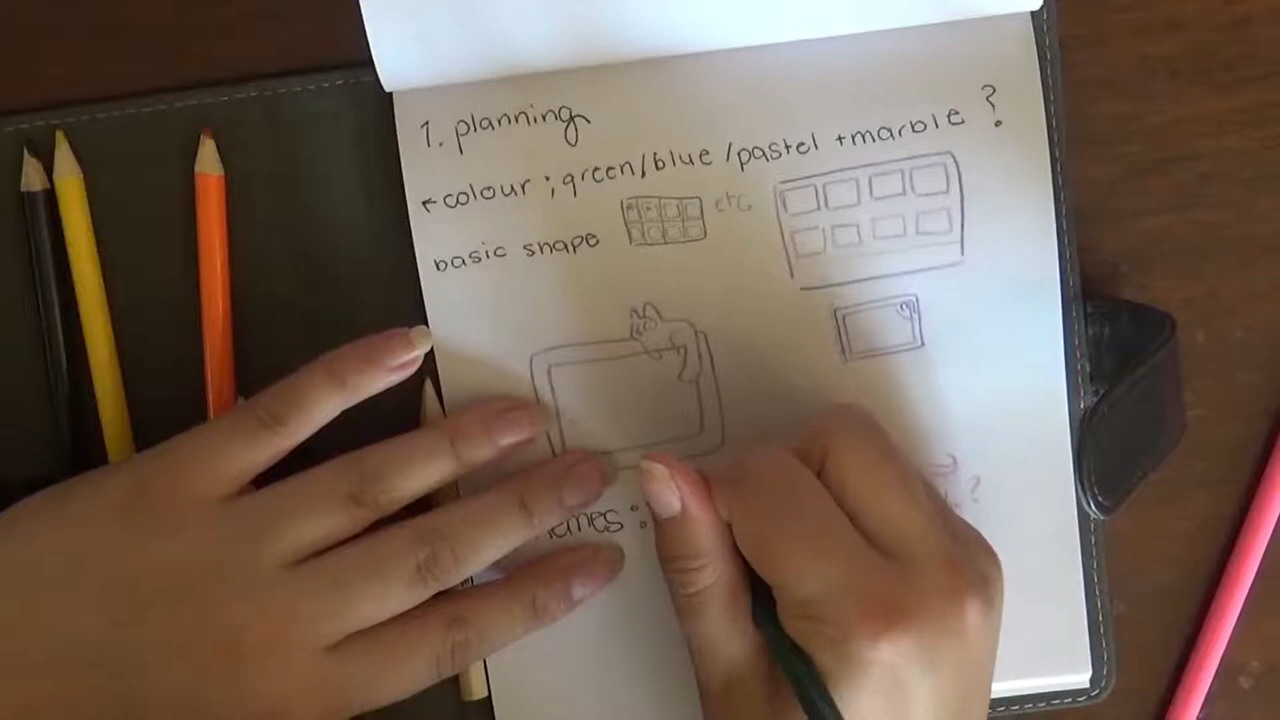 1. planning
←colour ; green/blue/pastel +marble ?
basic shape
etc.
emes :
?